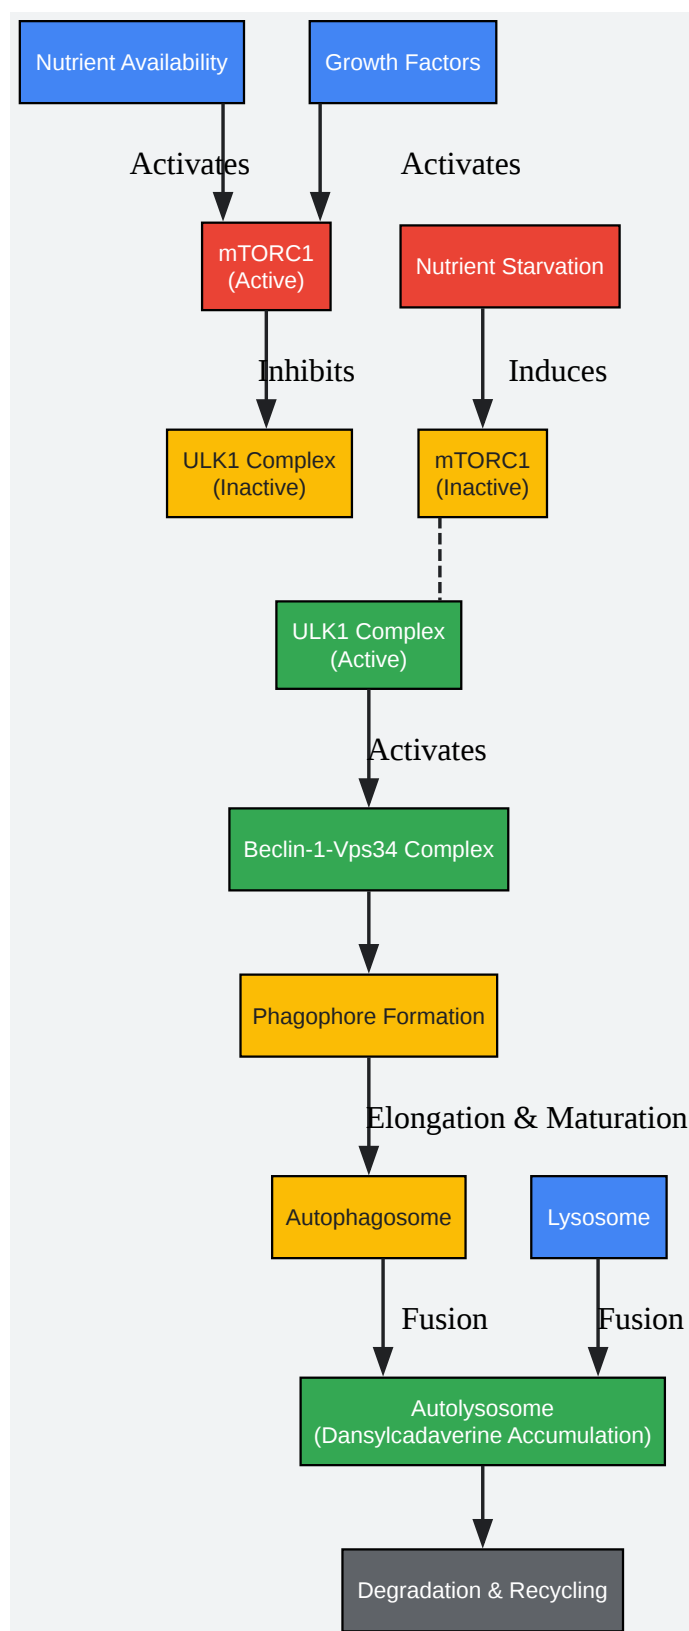 Nutrient Availability
Growth Factors
Activates
Activates
mTORC1
(Active)
Nutrient Starvation
Inhibits
Induces
ULK1 Complex
(Inactive)
mTORC1
(Inactive)
ULK1 Complex
(Active)
Activates
Beclin-1-Vps34 Complex
Phagophore Formation
Elongation & Maturation
Autophagosome
Lysosome
Fusion
Fusion
Autolysosome
(Dansylcadaverine Accumulation)
Degradation & Recycling